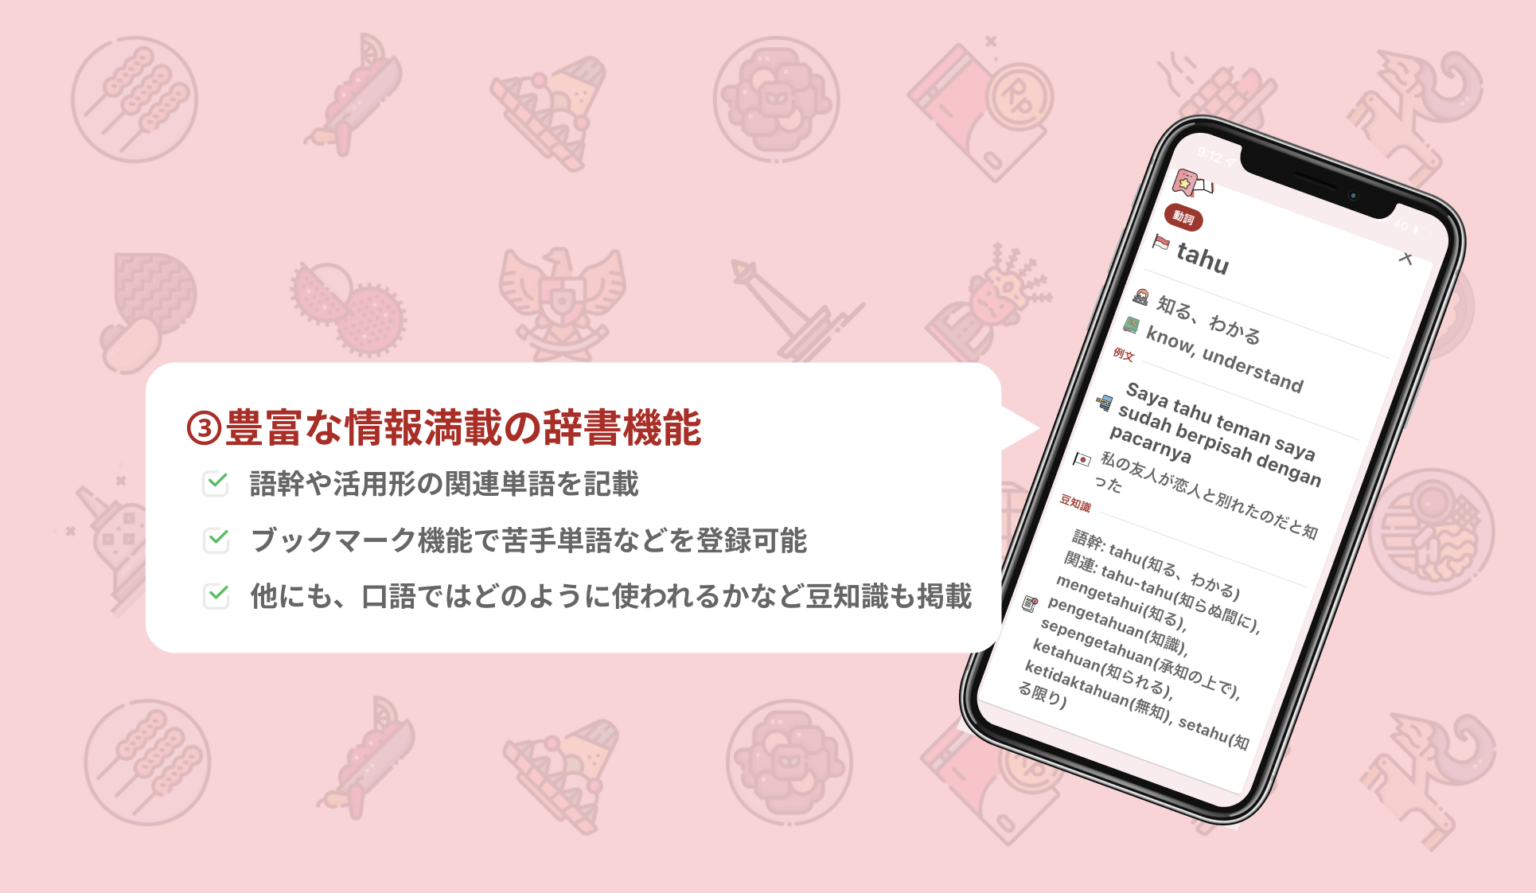 ③豊富な情報満載の辞書機能
語幹や活用形の関連単語を記載
ブックマーク機能で苦手単語などを登録可能
他にも、口語ではどのように使われるかなど豆知識も掲載
9:12
動詞
tahu
知る、わかる
know, understand
例文
Saya tahu teman saya
sudah berpisah dengan
pacarnya
私の友人が恋人と別れたのだと知
った
豆知識
語幹: tahu(知る、わかる)
関連: tahu-tahu(知らぬ間に),
mengetahui(知る),
pengetahuan(知識),
sepengetahuan(承知の上で),
ketahuan(知られる),
ketidaktahuan(無知), setahu(知
る限り)
RP
Rp